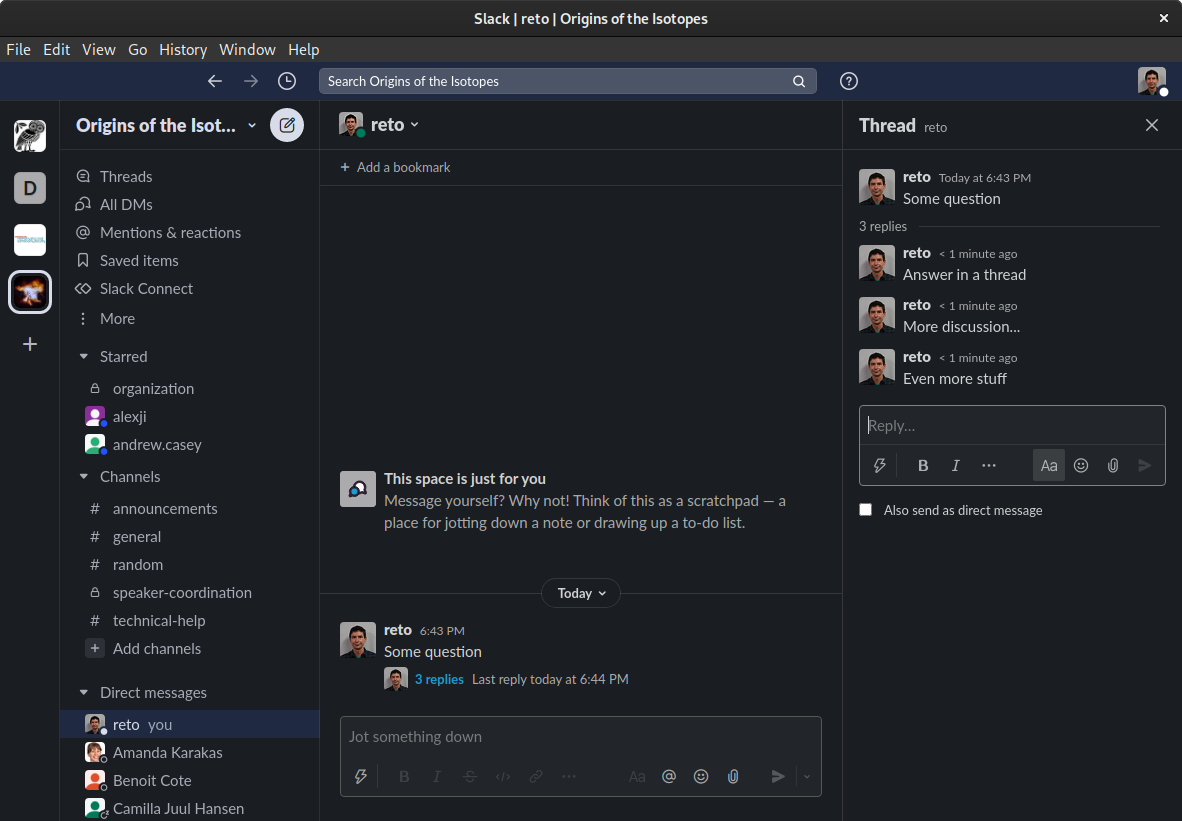 Slack | reto | Origins of the Isotopes
File Edit View Go History Window Help
Search Origins of the Isotopes
D
Origins of the Isot...
Threads
All DMs
Mentions & reactions
Saved items
Slack Connect
More
Starred
organization
alexji
andrew.casey
Channels
# announcements
# general
# random
speaker-coordination
# technical-help
+ Add channels
Direct messages
reto you
Amanda Karakas
Benoit Cote
Camilla Juul Hansen
reto
+ Add a bookmark
This space is just for you
Message yourself? Why not! Think of this as a scratchpad — a
place for jotting down a note or drawing up a to-do list.
Today
reto 6:43 PM
Some question
3 replies Last reply today at 6:44 PM
Jot something down
B I S </> ... Aa @
Thread reto
reto Today at 6:43 PM
Some question
3 replies
reto < 1 minute ago
Answer in a thread
reto < 1 minute ago
More discussion...
reto < 1 minute ago
Even more stuff
Reply...
B I ... Aa
Also send as direct message